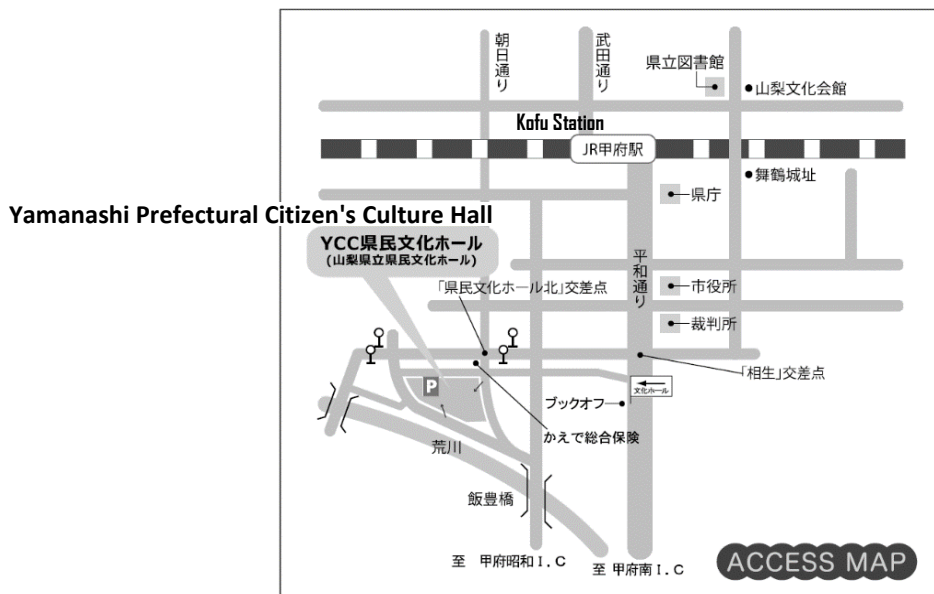 朝日通り
武田通り
県立図書館
山梨文化会館
Kofu Station
JR甲府駅
舞鶴城址
県庁
Yamanashi Prefectural Citizen's Culture Hall
YCC県民文化ホール
(山梨県立県民文化ホール)
平和通り
「県民文化ホール北」交差点
市役所
裁判所
「相生」交差点
P
文化ホール
ブックオフ
かえで総合保険
荒川
飯豊橋
至 甲府昭和I.C
至 甲府南I.C
ACCESS MAP